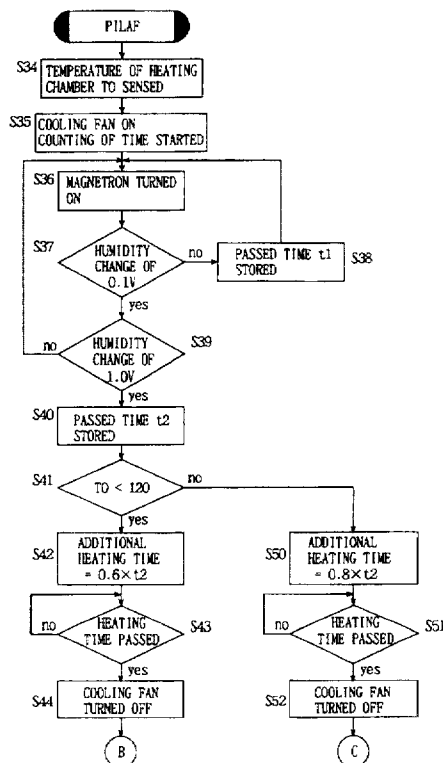 PILAF
S34
TEMPERATURE OF HEATING
CHAMBER TO SENSED
S35
COOLING FAN ON
COUNTING OF TIME STARTED
S36
MAGNETRON TURNED
ON
S37
HUMIDITY
CHANGE OF
0.1V
no
PASSED TIME t1
STORED
S38
yes
no
HUMIDITY
CHANGE OF
1.0V
S39
yes
S40
PASSED TIME t2
STORED
S41
TO < 120
no
yes
S42
ADDITIONAL
HEATING TIME
= 0.6×t2
S50
ADDITIONAL
HEATING TIME
= 0.8×t2
no
HEATING
TIME PASSED
S43
no
HEATING
TIME PASSED
S51
yes
yes
S44
COOLING FAN
TURNED OFF
S52
COOLING FAN
TURNED OFF
B
C